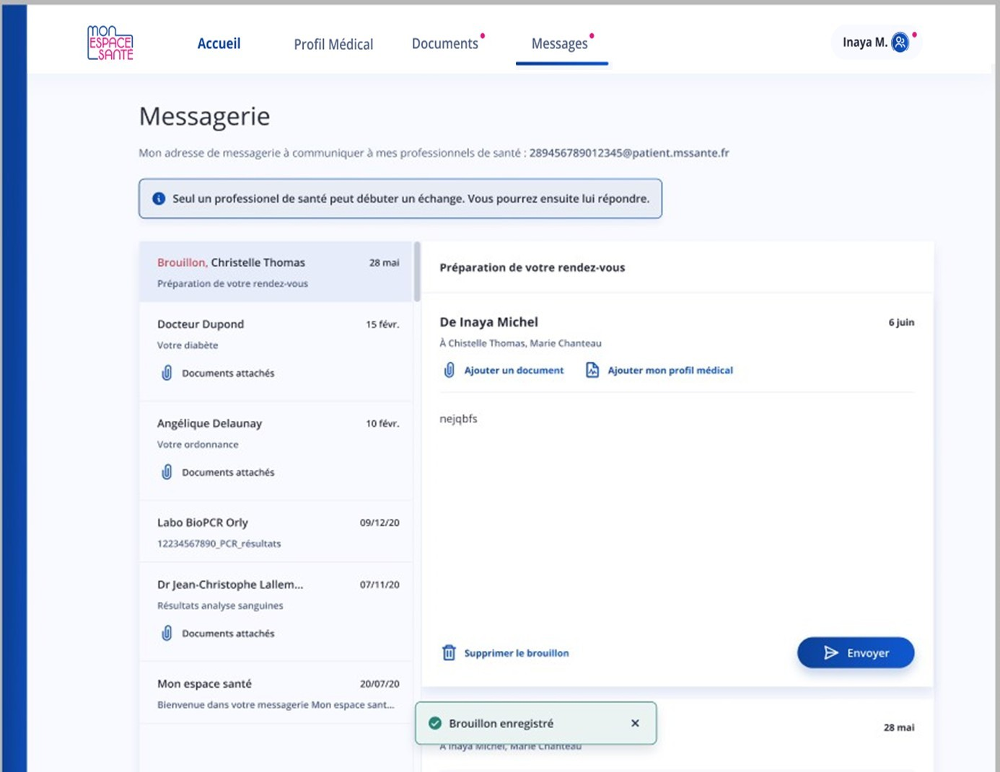 MON
ESPACE
SANTÉ
Accueil
Profil Médical
Documents
Messages
Inaya M.
Messagerie
Mon adresse de messagerie à communiquer à mes professionnels de santé : 289456789012345@patient.mssante.fr
Seul un professionel de santé peut débuter un échange. Vous pourrez ensuite lui répondre.
Brouillon, Christelle Thomas
28 mai
Préparation de votre rendez-vous
Docteur Dupond
15 févr.
Votre diabète
Documents attachés
Angélique Delaunay
10 févr.
Votre ordonnance
Documents attachés
Labo BioPCR Orly
09/12/20
12234567890_PCR_résultats
Dr Jean-Christophe Lallem...
07/11/20
Résultats analyse sanguines
Documents attachés
Mon espace santé
20/07/20
Bienvenue dans votre messagerie Mon espace sant...
Préparation de votre rendez-vous
De Inaya Michel
6 juin
À Chistelle Thomas, Marie Chanteau
Ajouter un document
Ajouter mon profil médical
nejqbfs
Supprimer le brouillon
Envoyer
Brouillon enregistré
28 mai
À Inaya Michel, Marie Chanteau